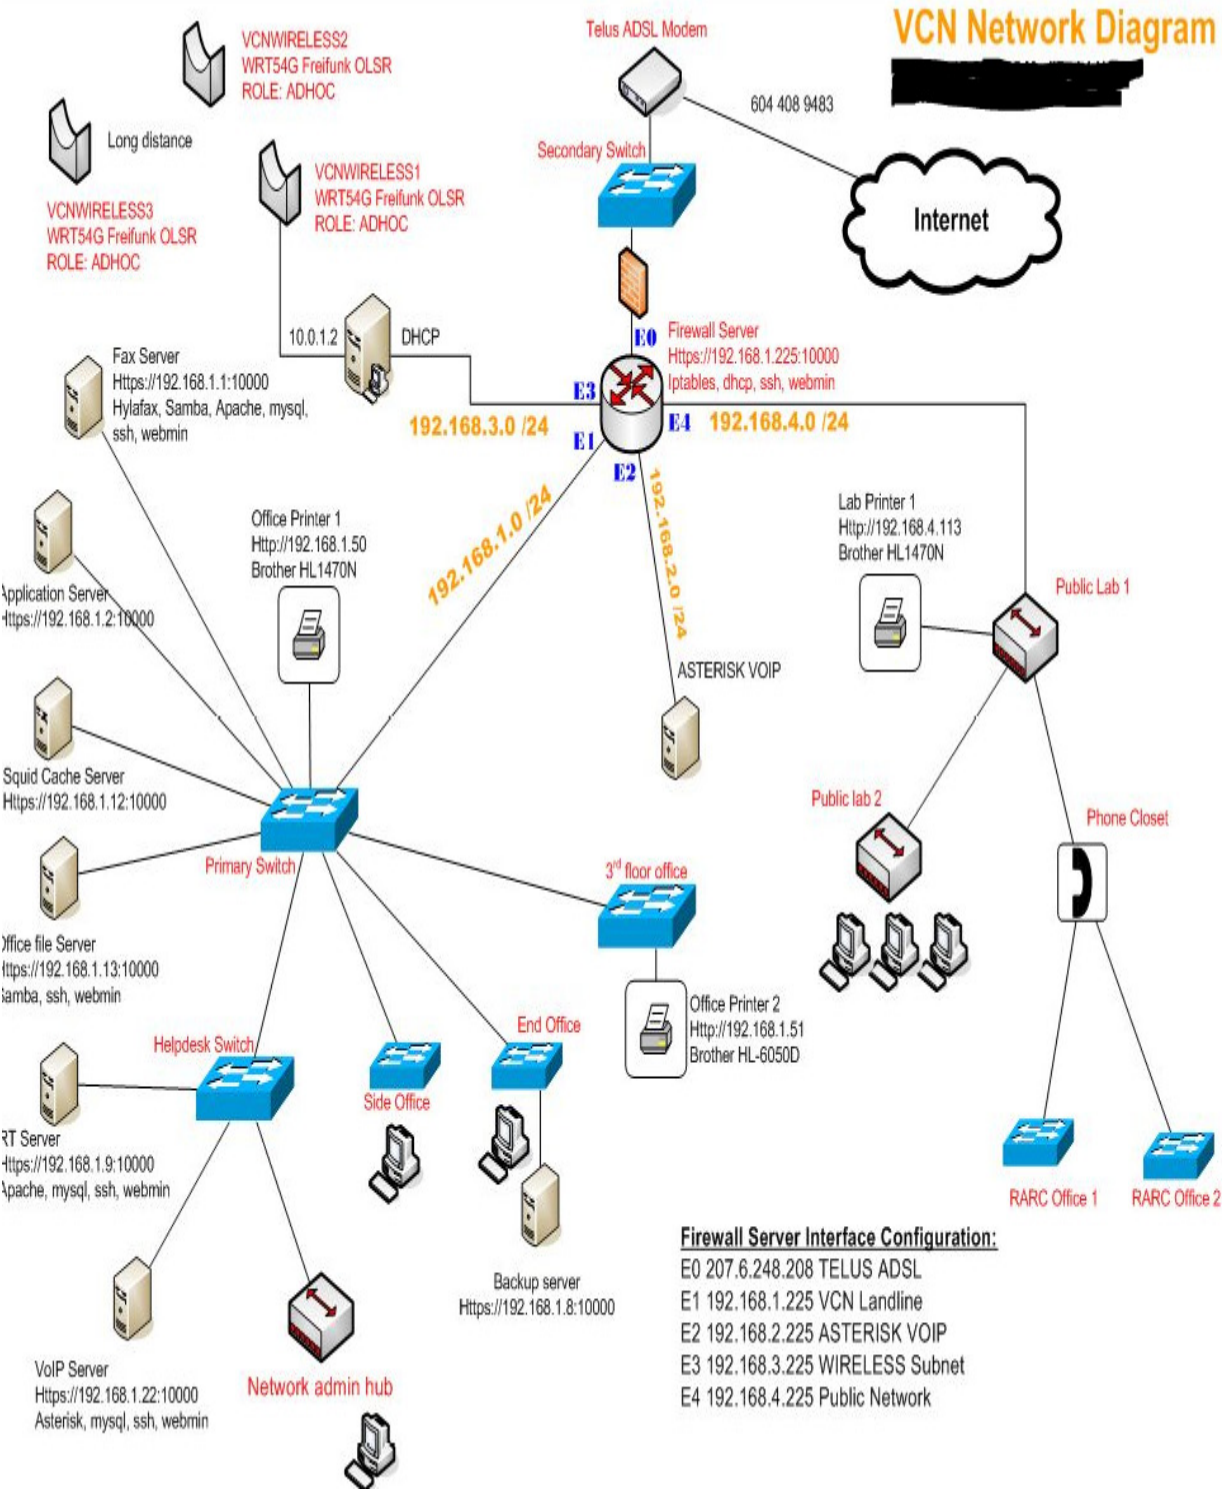 VCN Network Diagram
Telus ADSL Modem
604 408 9483
Internet
Secondary Switch
VCNWIRELESS2
WRT54G Freifunk OLSR
ROLE: ADHOC
Long distance
VCNWIRELESS3
WRT54G Freifunk OLSR
ROLE: ADHOC
VCNWIRELESS1
WRT54G Freifunk OLSR
ROLE: ADHOC
10.0.1.2
DHCP
E0
Firewall Server
Https://192.168.1.225:10000
Iptables, dhcp, ssh, webmin
E3
E4
E1
E2
192.168.3.0 /24
192.168.4.0 /24
192.168.1.0 /24
192.168.2.0 /24
Fax Server
Https://192.168.1.1:10000
Hylafax, Samba, Apache, mysql,
ssh, webmin
Office Printer 1
Http://192.168.1.50
Brother HL1470N
Lab Printer 1
Http://192.168.4.113
Brother HL1470N
Public Lab 1
Application Server
Https://192.168.1.2:10000
ASTERISK VOIP
Squid Cache Server
Https://192.168.1.12:10000
Public lab 2
Phone Closet
Primary Switch
3rd floor office
Office file Server
Https://192.168.1.13:10000
Samba, ssh, webmin
Office Printer 2
Http://192.168.1.51
Brother HL-6050D
Helpdesk Switch
End Office
Side Office
RT Server
Https://192.168.1.9:10000
Apache, mysql, ssh, webmin
RARC Office 1
RARC Office 2
Backup server
Https://192.168.1.8:10000
Firewall Server Interface Configuration:
E0 207.6.248.208 TELUS ADSL
E1 192.168.1.225 VCN Landline
E2 192.168.2.225 ASTERISK VOIP
E3 192.168.3.225 WIRELESS Subnet
E4 192.168.4.225 Public Network
VoIP Server
Https://192.168.1.22:10000
Asterisk, mysql, ssh, webmin
Network admin hub